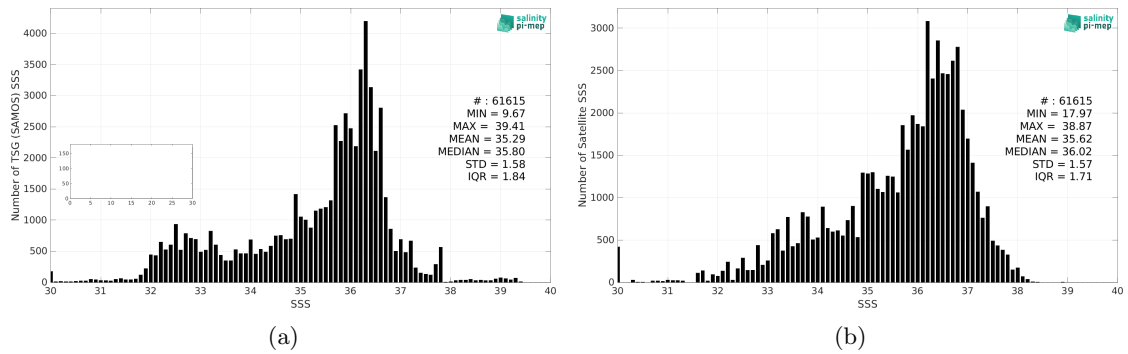 salinity
pi-mep
Number of TSG (SAMOS) SSS
4000
3500
3000
2500
2000
1500
1000
500
0
# : 61615
MIN = 9.67
MAX = 39.41
MEAN = 35.29
MEDIAN = 35.80
STD = 1.58
IQR = 1.84
150
100
50
0
0 5 10 15 20 25 30
30 31 32 33 34 35 36 37 38 39 40
SSS
(a)
salinity
pi-mep
Number of Satellite SSS
3000
2500
2000
1500
1000
500
0
# : 61615
MIN = 17.97
MAX = 38.87
MEAN = 35.62
MEDIAN = 36.02
STD = 1.57
IQR = 1.71
30 31 32 33 34 35 36 37 38 39 40
SSS
(b)